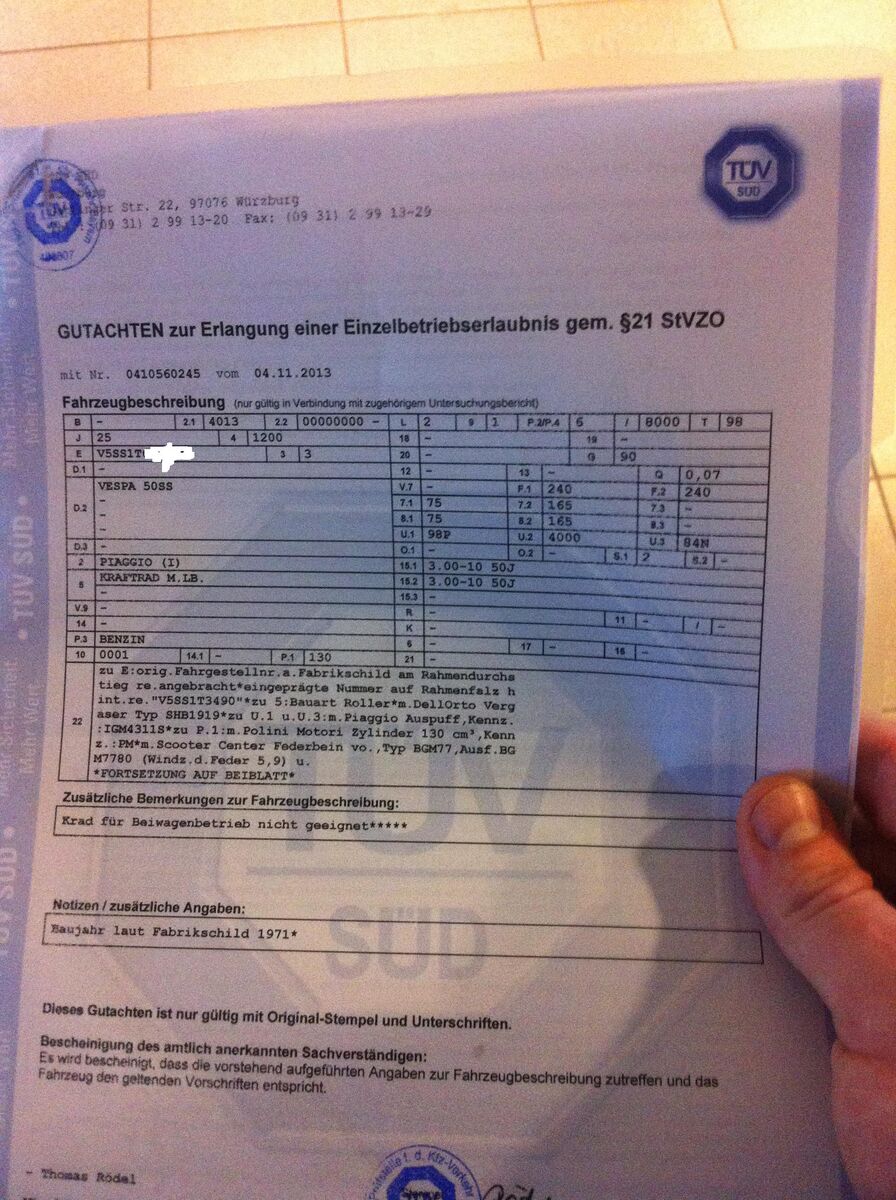 TÜV
SÜD
Str. 22, 97076 Würzburg
(09 31) 2 99 13-20 Fax: (09 31) 2 99 13-29
GUTACHTEN zur Erlangung einer Einzelbetriebserlaubnis gem. §21 StVZO
mit Nr. 0410560245 vom 04.11.2013
Fahrzeugbeschreibung (nur gültig in Verbindung mit zugehörigem Untersuchungsbericht)
B - 2.1 4013 2.2 00000000 - L 2 9 1 P.2/P.4 6 / 8000 T 98
J 25 4 1200 18 - 19 -
E V5SS1T 3 3 20 - G 90
D.1 - 12 - 13 - Q 0,07
D.2 VESPA 50SS V.7 - F.1 240 F.2 240
- 7.1 75 7.2 165 7.3 -
- 8.1 75 8.2 165 8.3 -
- U.1 98P U.2 4000 U.3 84N
D.3 - O.1 - O.2 - S.1 2 S.2 -
2 PIAGGIO (I) 15.1 3.00-10 50J
5 KRAFTRAD M.LB. 15.2 3.00-10 50J
- 15.3 -
V.9 - R -
14 - K - 11 - / -
P.3 BENZIN 6 - 17 - 16 -
10 0001 14.1 - P.1 130 21 -
22 zu E:orig.Fahrgestellnr.a.Fabrikschild am Rahmendurchs
tieg re.angebracht*eingeprägte Nummer auf Rahmenfalz h
int.re."V5SS1T3490"*zu 5:Bauart Roller*m.DellOrto Verg
aser Typ SHB1919*zu U.1 u.U.3:m.Piaggio Auspuff,Kennz.
:IGM4311S*zu P.1:m.Polini Motori Zylinder 130 cm³,Kenn
z.:PM*m.Scooter Center Federbein vo.,Typ BGM77,Ausf.BG
M7780 (Windz.d.Feder 5,9) u.
*FORTSETZUNG AUF BEIBLATT*
Zusätzliche Bemerkungen zur Fahrzeugbeschreibung:
Krad für Beiwagenbetrieb nicht geeignet*****
Notizen / zusätzliche Angaben:
Baujahr laut Fabrikschild 1971*
Dieses Gutachten ist nur gültig mit Original-Stempel und Unterschriften.
Bescheinigung des amtlich anerkannten Sachverständigen:
Es wird bescheinigt, dass die vorstehend aufgeführten Angaben zur Fahrzeugbeschreibung zutreffen und das
Fahrzeug den geltenden Vorschriften entspricht.
- Thomas Rödel